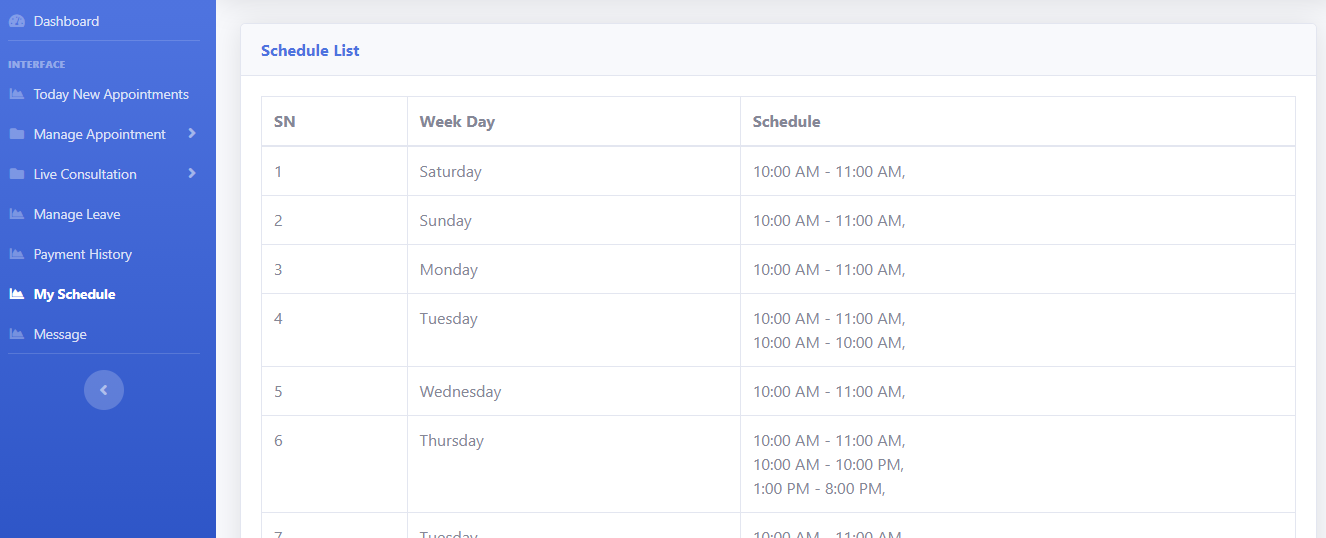 Dashboard
INTERFACE
Today New Appointments
Manage Appointment
Live Consultation
Manage Leave
Payment History
My Schedule
Message
Schedule List
SN Week Day Schedule
1 Saturday 10:00 AM - 11:00 AM,
2 Sunday 10:00 AM - 11:00 AM,
3 Monday 10:00 AM - 11:00 AM,
4 Tuesday 10:00 AM - 11:00 AM,
10:00 AM - 10:00 AM,
5 Wednesday 10:00 AM - 11:00 AM,
6 Thursday 10:00 AM - 11:00 AM,
10:00 AM - 10:00 PM,
1:00 PM - 8:00 PM,
7 Tuesday 10:00 AM - 11:00 AM